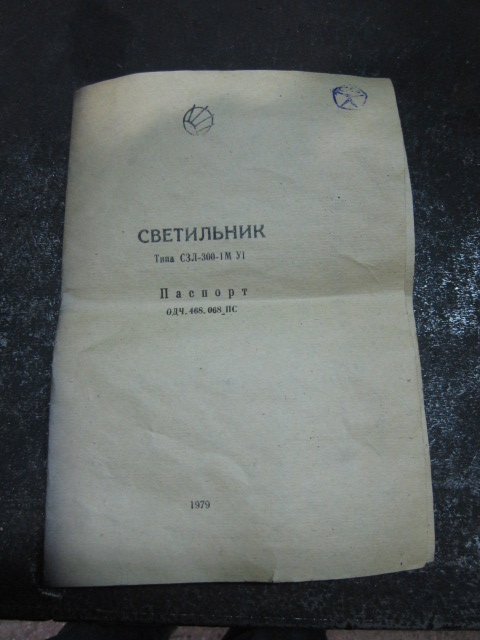 СВЕТИЛЬНИК
Типа СЗЛ-300-1М У1
Паспорт
ОДЧ.468.068 ПС
1979